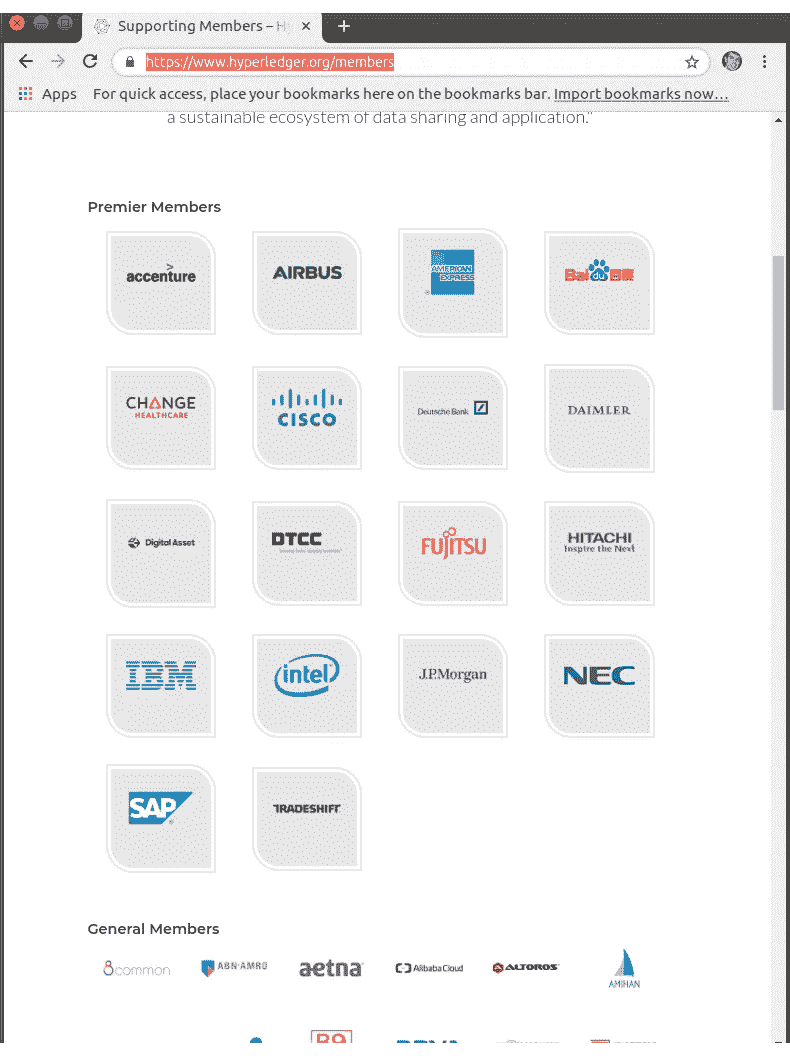 Supporting Members – H
https://www.hyperledger.org/members
Apps For quick access, place your bookmarks here on the bookmarks bar. Import bookmarks now...
a sustainable ecosystem of data sharing and application."
Premier Members
accenture AIRBUS AMERICAN EXPRESS Baidu百度
CHANGE HEALTHCARE CISCO Deutsche Bank DAIMLER
Digital Asset DTCC FUJITSU HITACHI
Inspire the Next
IBM intel J.P.Morgan NEC
SAP TRADESHIFT
General Members
8common ABN·AMRO aetna Alibaba Cloud ALTOROS AMIHAN